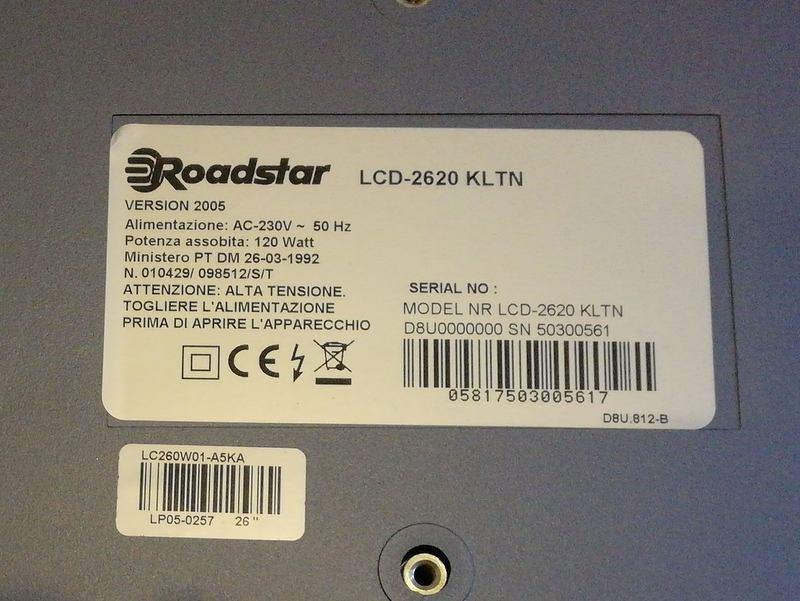 Roadstar LCD-2620 KLTN
VERSION 2005
Alimentazione: AC-230V ~ 50 Hz
Potenza assobita: 120 Watt
Ministero PT DM 26-03-1992
N. 010429/ 098512/S/T
ATTENZIONE: ALTA TENSIONE.
TOGLIERE L'ALIMENTAZIONE
PRIMA DI APRIRE L'APPARECCHIO
CE
SERIAL NO :
MODEL NR LCD-2620 KLTN
D8U0000000 SN 50300561
05817503005617
D8U.812-B
LC260W01-A5KA
LP05-0257 26"